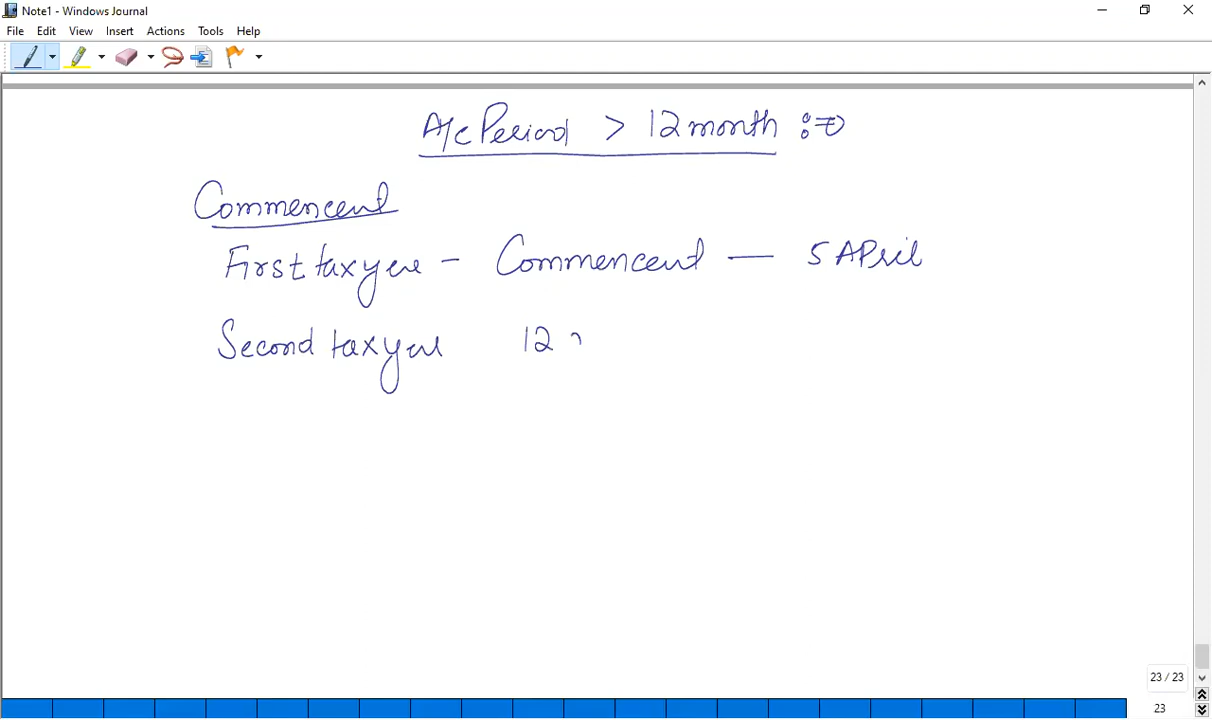 Note1 - Windows Journal
File Edit View Insert Actions Tools Help
A/c Period > 12 month :⇒
Commencent
First tax year - Commencent — 5 April
Second tax year 12
23 / 23
23